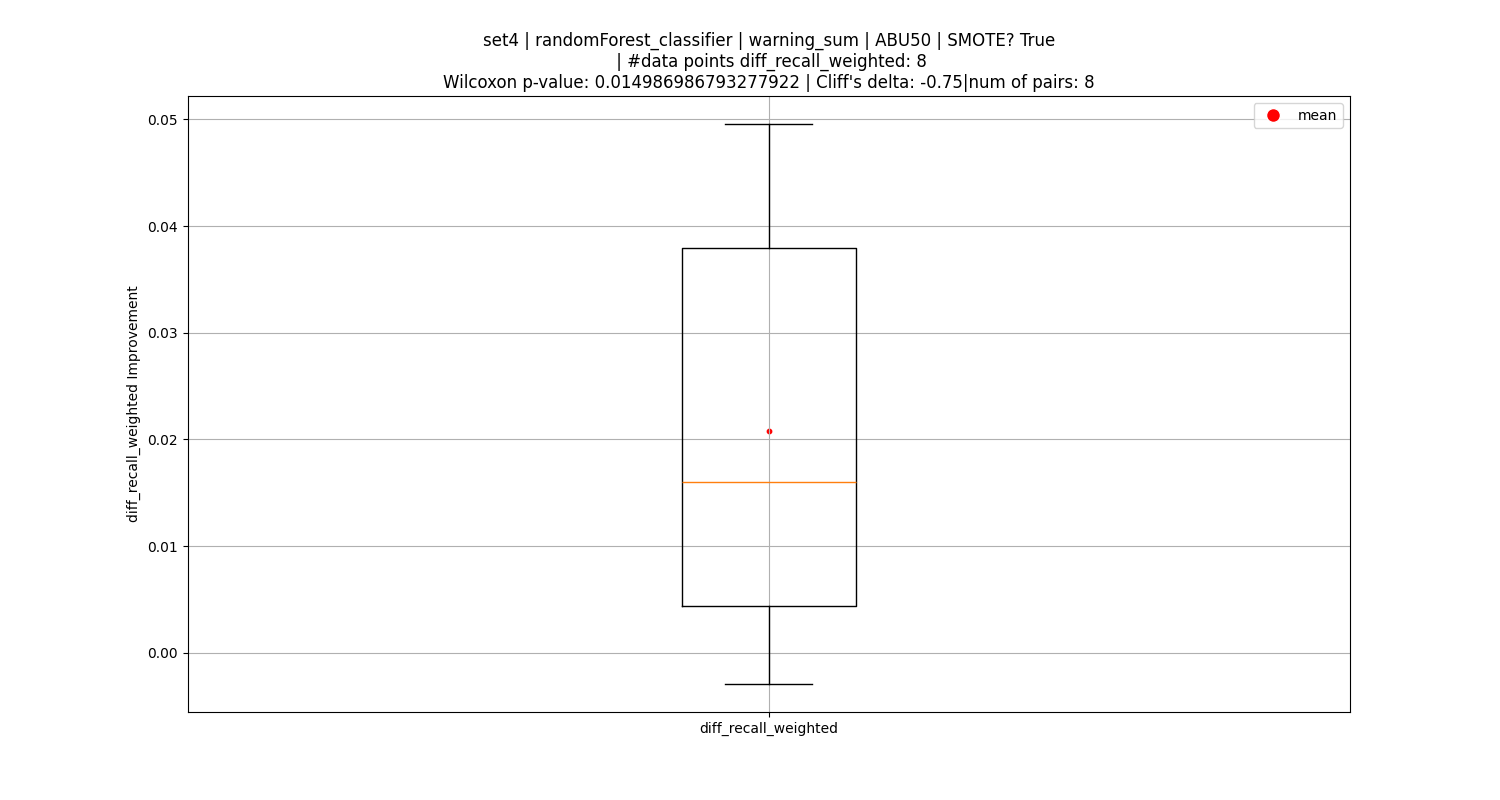 set4 | randomForest_classifier | warning_sum | ABU50 | SMOTE? True
| #data points diff_recall_weighted: 8
Wilcoxon p-value: 0.014986986793277922 | Cliff's delta: -0.75|num of pairs: 8
mean
0.05
0.04
0.03
0.02
0.01
0.00
diff_recall_weighted Improvement
diff_recall_weighted